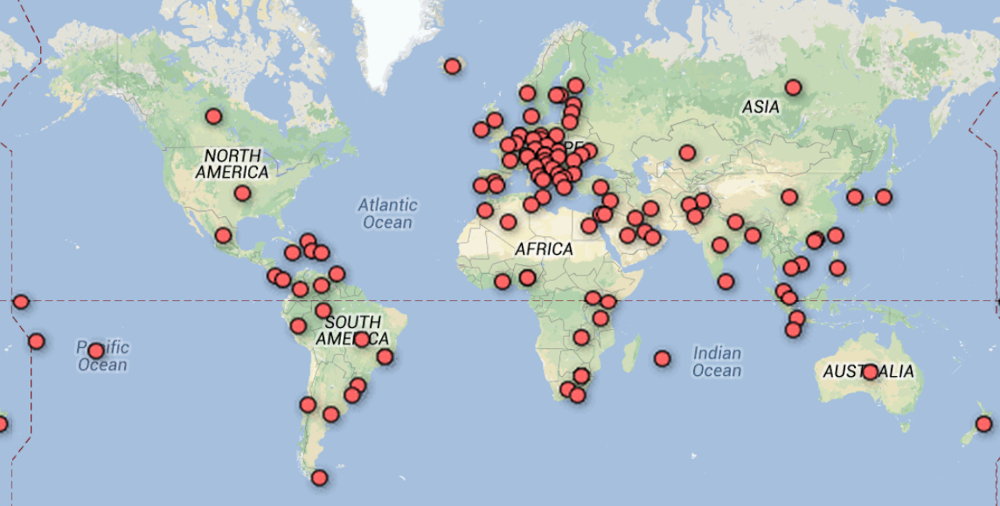 ASIA
NORTH
AMERICA
Atlantic
Ocean
AFRICA
SOUTH
AMERICA
Pacific
Ocean
Indian
Ocean
AUSTRALIA